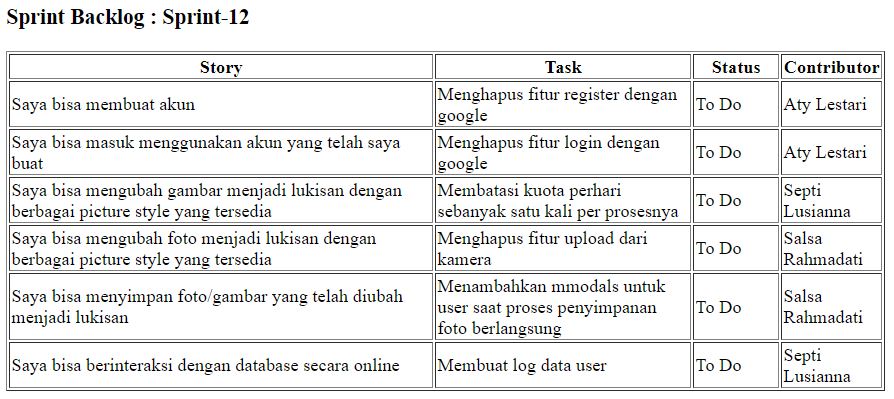 Sprint Backlog : Sprint-12
Story Task Status Contributor
Saya bisa membuat akun
Menghapus fitur register dengan
google
To Do
Aty Lestari
Saya bisa masuk menggunakan akun yang telah saya
buat
Menghapus fitur login dengan
google
To Do
Aty Lestari
Saya bisa mengubah gambar menjadi lukisan dengan
berbagai picture style yang tersedia
Membatasi kuota perhari
sebanyak satu kali per prosesnya
To Do
Septi
Lusianna
Saya bisa mengubah foto menjadi lukisan dengan
berbagai picture style yang tersedia
Menghapus fitur upload dari
kamera
To Do
Salsa
Rahmadati
Saya bisa menyimpan foto/gambar yang telah diubah
menjadi lukisan
Menambahkan mmodals untuk
user saat proses penyimpanan
foto berlangsung
To Do
Salsa
Rahmadati
Saya bisa berinteraksi dengan database secara online
Membuat log data user
To Do
Septi
Lusianna